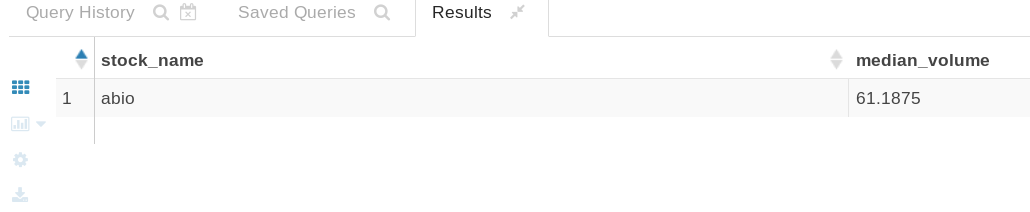 Query History Saved Queries Results
stock_name median_volume
1 abio 61.1875